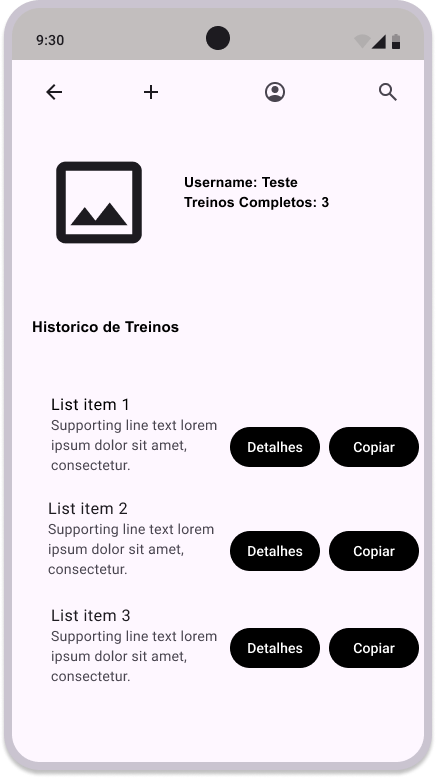 9:30
Username: Teste
Treinos Completos: 3
Historico de Treinos
List item 1
Supporting line text lorem
ipsum dolor sit amet,
consectetur.
Detalhes
Copiar
List item 2
Supporting line text lorem
ipsum dolor sit amet,
consectetur.
Detalhes
Copiar
List item 3
Supporting line text lorem
ipsum dolor sit amet,
consectetur.
Detalhes
Copiar